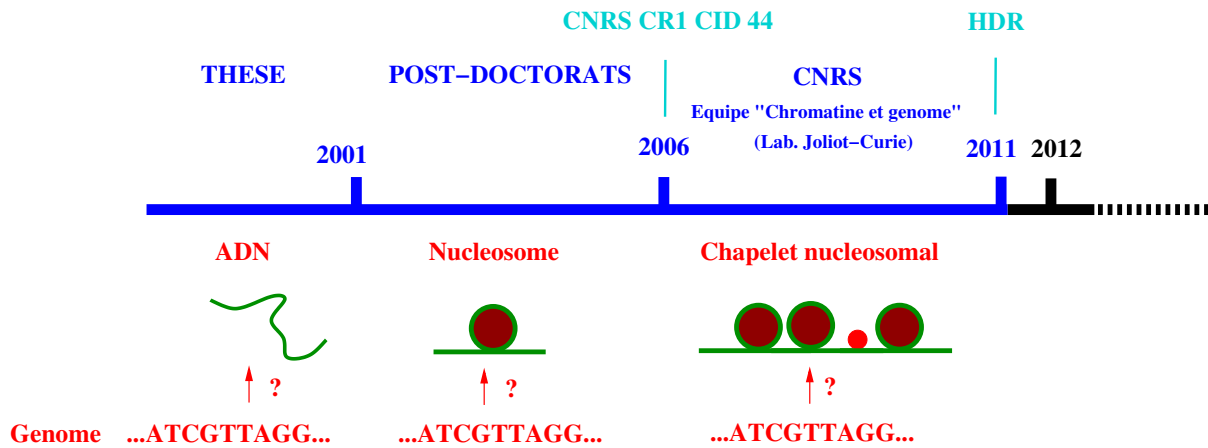 CNRS CR1 CID 44
HDR
THESE
POST−DOCTORATS
CNRS
Equipe "Chromatine et genome"
(Lab. Joliot−Curie)
2001
2006
2011
2012
ADN
Nucleosome
Chapelet nucleosomal
?
?
?
Genome
...ATCGTTAGG...
...ATCGTTAGG...
...ATCGTTAGG...